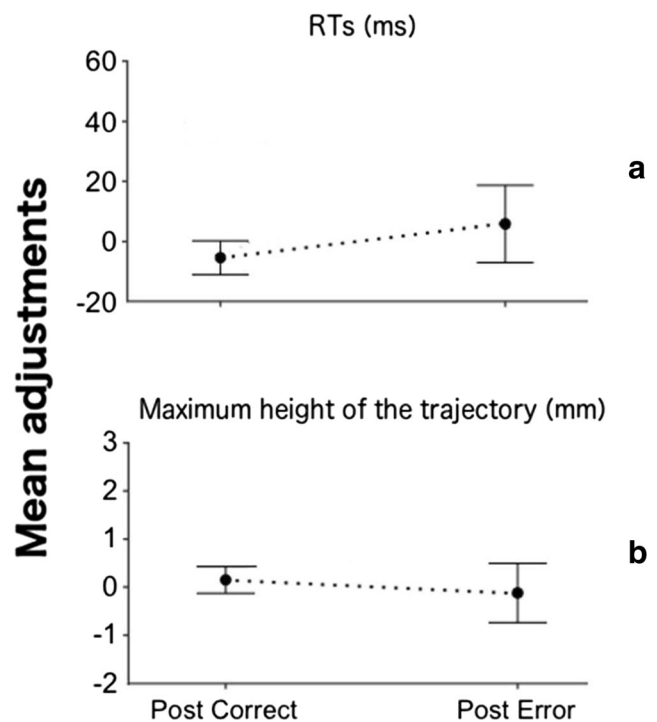 RTs (ms)
60
40
20
0
-20
a
Mean adjustments
Maximum height of the trajectory (mm)
3
2
1
0
-1
-2
b
Post Correct
Post Error